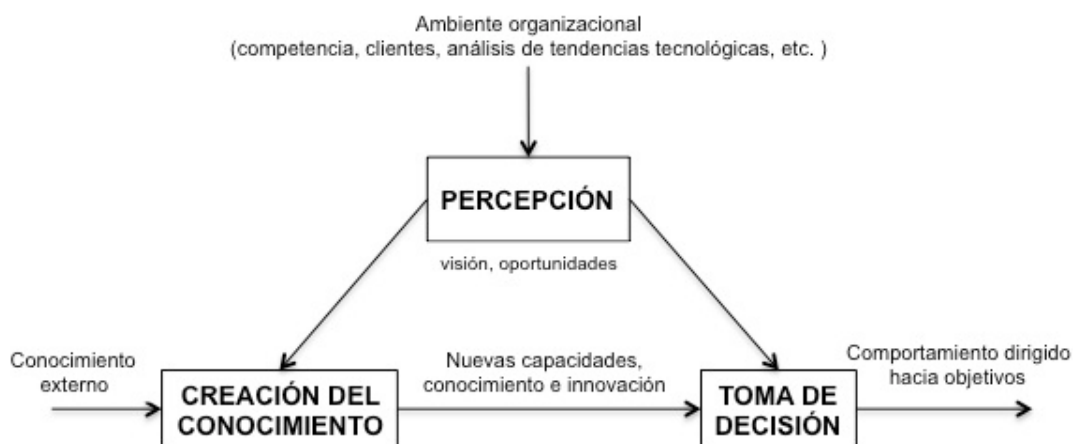 Ambiente organizacional
(competencia, clientes, análisis de tendencias tecnológicas, etc. )
PERCEPCIÓN
visión, oportunidades
Conocimiento
externo
CREACIÓN DEL
CONOCIMIENTO
Nuevas capacidades,
conocimiento e innovación
TOMA DE
DECISIÓN
Comportamiento dirigido
hacia objetivos